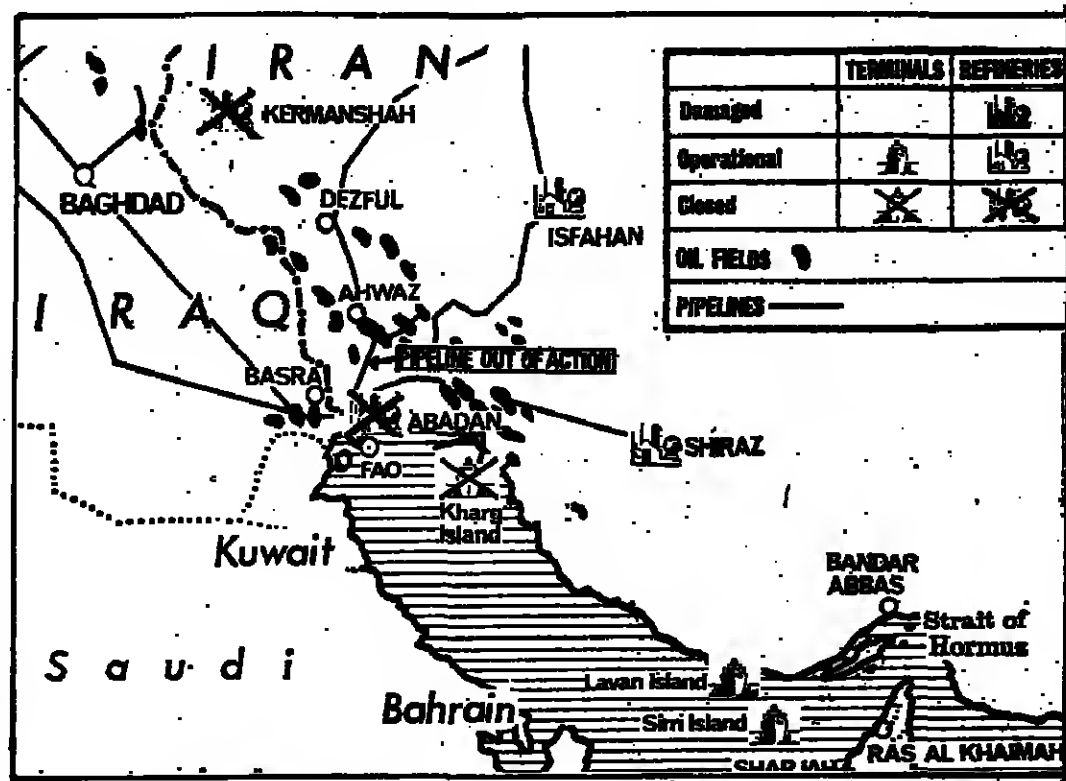 IRAN
KERMANSHAH
BAGHDAD
DEZFUL
ISFAHAN
IRAQ
AHWAZ
PIPELINE OUT OF ACTION
BASRA
ABADAN
FAO
SHIRAZ
Kharg
Island
Kuwait
BANDAR
ABBAS
Strait of
Hormus
Saudi
Lavan Island
Bahrain
Sirri Island
RAS AL KHAIMAH
SHARJAH
TERMINALS REFINERIES
Damaged
Operational
Closed
OIL FIELDS
PIPELINES